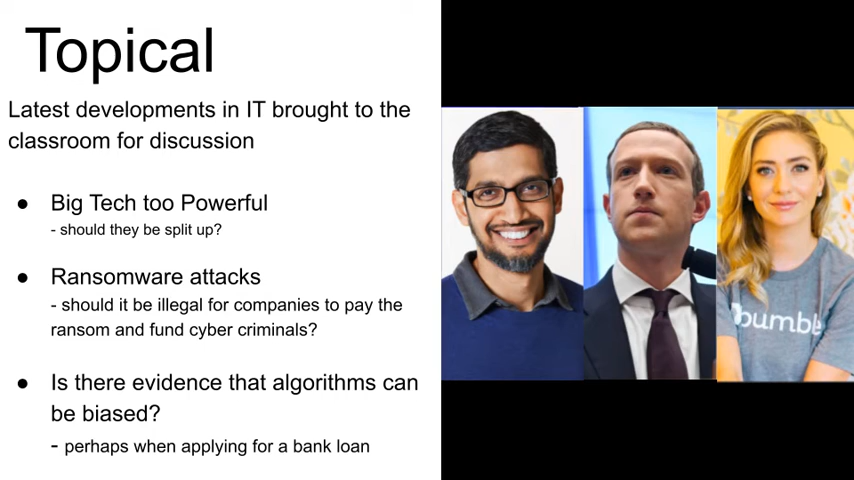 Topical
Latest developments in IT brought to the
classroom for discussion
● Big Tech too Powerful
- should they be split up?
● Ransomware attacks
- should it be illegal for companies to pay the
ransom and fund cyber criminals?
● Is there evidence that algorithms can
be biased?
- perhaps when applying for a bank loan
bumble